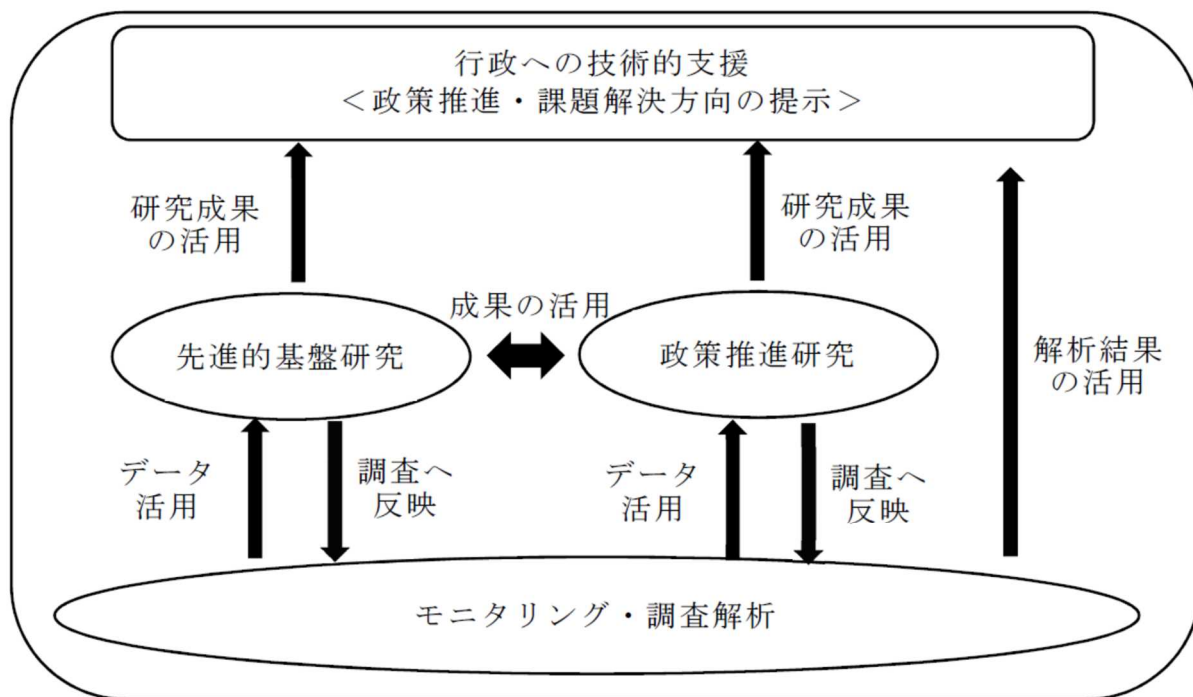 行政への技術的支援
＜政策推進・課題解決方向の提示＞
研究成果
の活用
研究成果
の活用
成果の活用
先進的基盤研究
政策推進研究
解析結果
の活用
データ
活用
調査へ
反映
データ
活用
調査へ
反映
モニタリング・調査解析